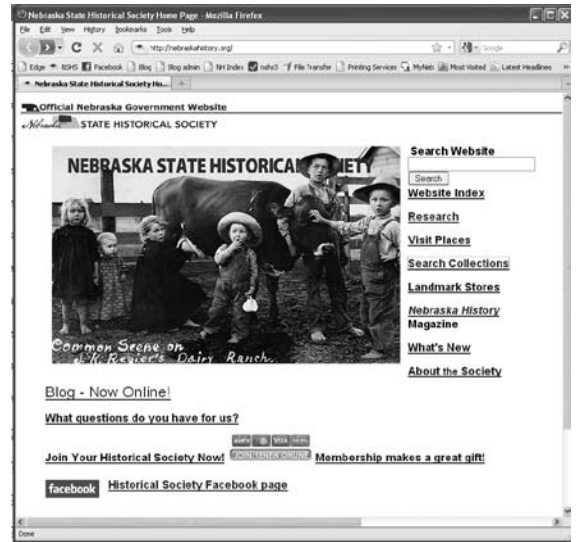 Nebraska State Historical Society Home Page - Mozilla Firefox
File Edit View History Bookmarks Tools Help
http://nebraskahistory.org/
Google
Edge NSHS Facebook Blog Blog admin NH Index File Transfer Printing Services MyNeb Most Visited Latest Headlines
Nebraska State Historical Society Ho...
Official Nebraska Government Website
Nebraska STATE HISTORICAL SOCIETY
NEBRASKA STATE HISTORICAL SOCIETY
Common Scene on
J.K. Regier's Dairy Ranch.
Search Website
Search
Website Index
Research
Visit Places
Search Collections
Landmark Stores
Nebraska History
Magazine
What's New
About the Society
Blog - Now Online!
What questions do you have for us?
Join Your Historical Society Now! VISA JOIN/RENEW ONLINE Membership makes a great gift!
facebook Historical Society Facebook page
Done